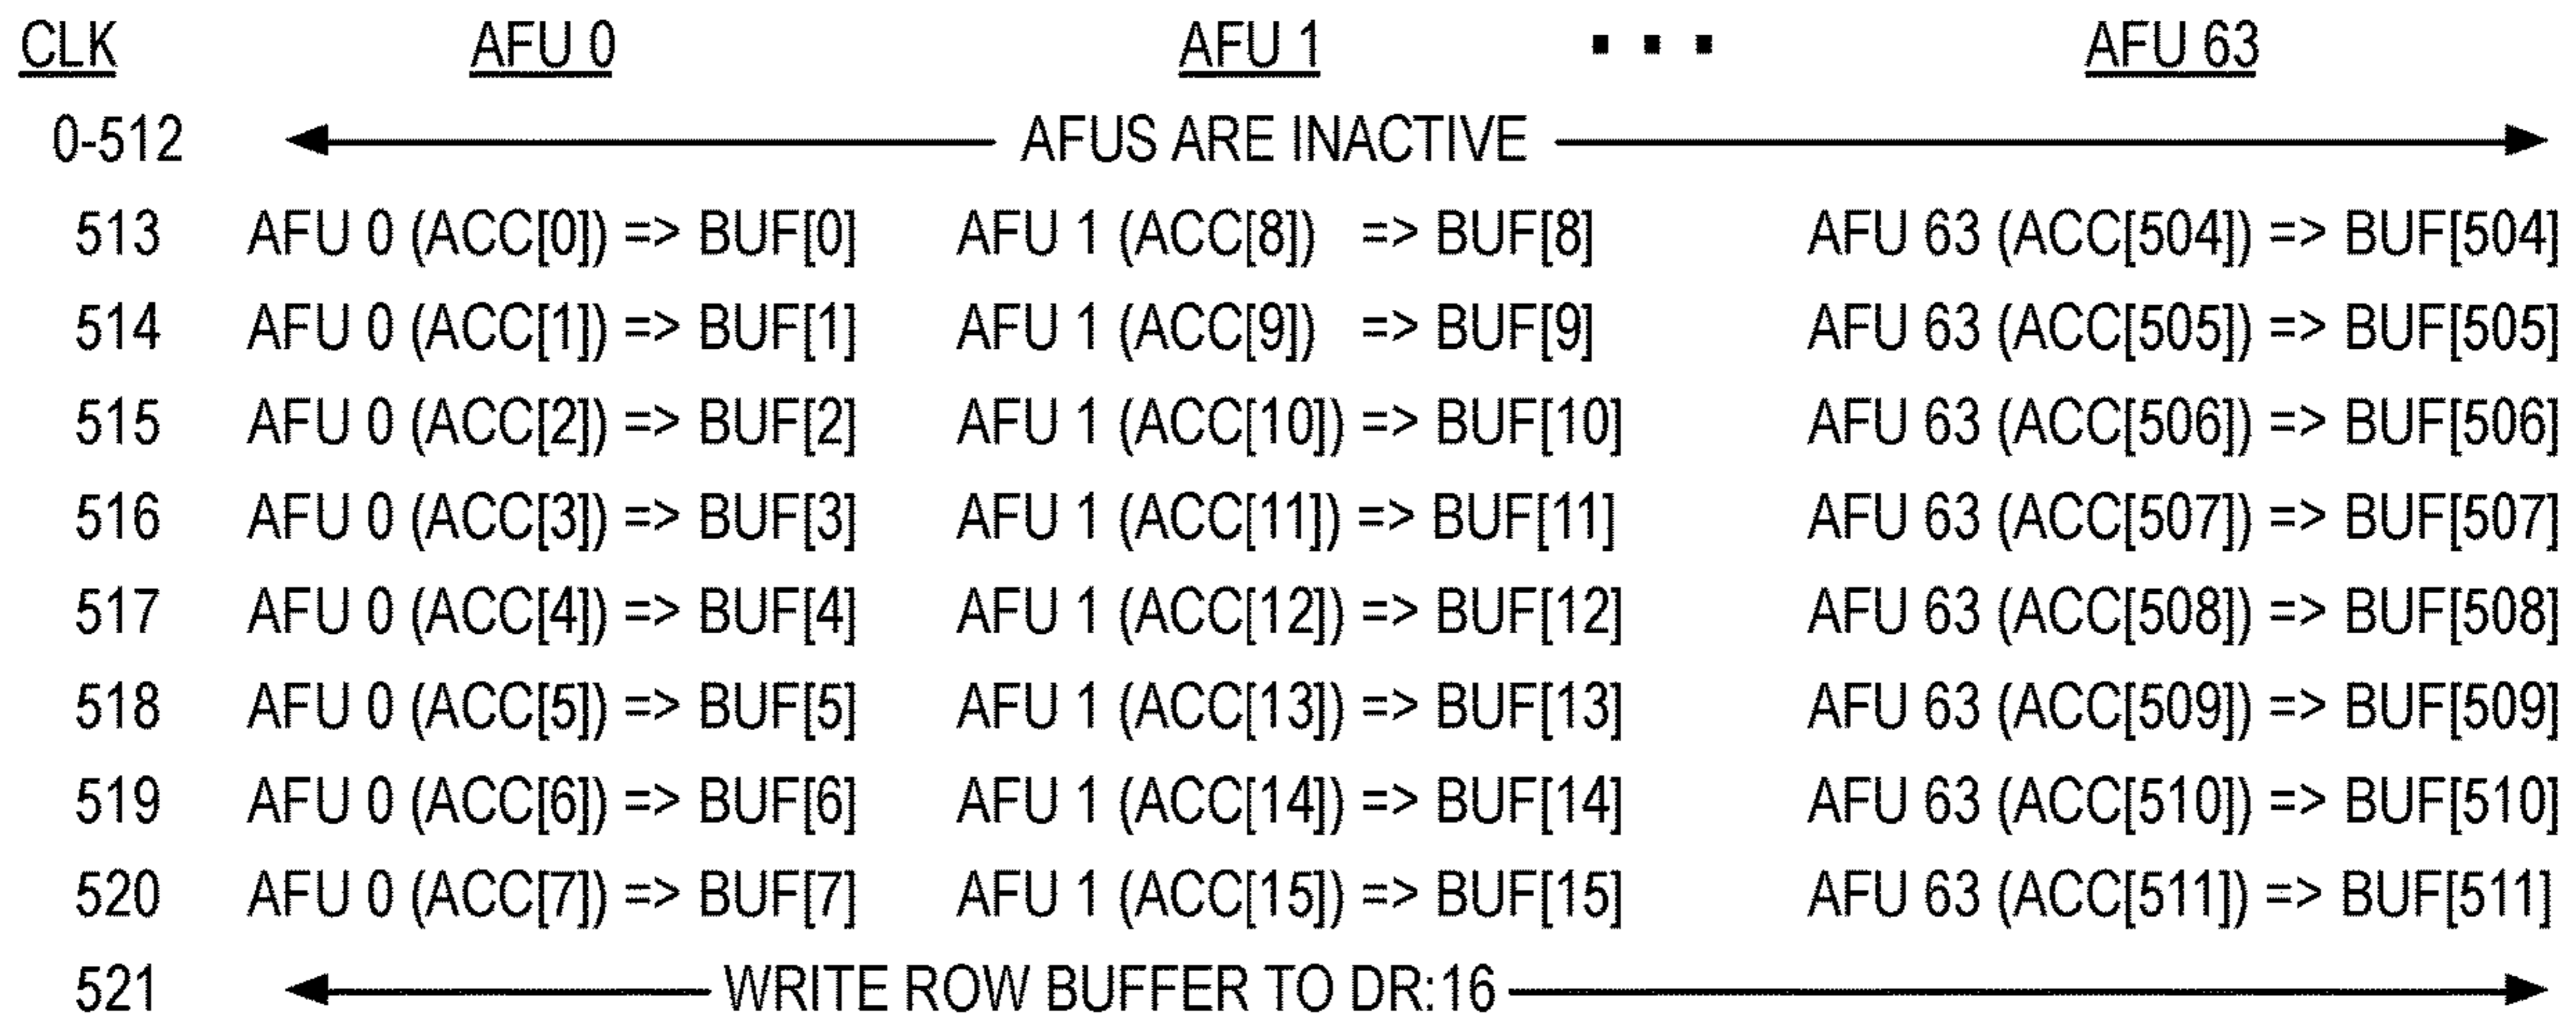 CLK AFU 0 AFU 1 ▪ ▪ ▪ AFU 63
0-512 AFUS ARE INACTIVE
513 AFU 0 (ACC[0]) => BUF[0] AFU 1 (ACC[8]) => BUF[8] AFU 63 (ACC[504]) => BUF[504]
514 AFU 0 (ACC[1]) => BUF[1] AFU 1 (ACC[9]) => BUF[9] AFU 63 (ACC[505]) => BUF[505]
515 AFU 0 (ACC[2]) => BUF[2] AFU 1 (ACC[10]) => BUF[10] AFU 63 (ACC[506]) => BUF[506]
516 AFU 0 (ACC[3]) => BUF[3] AFU 1 (ACC[11]) => BUF[11] AFU 63 (ACC[507]) => BUF[507]
517 AFU 0 (ACC[4]) => BUF[4] AFU 1 (ACC[12]) => BUF[12] AFU 63 (ACC[508]) => BUF[508]
518 AFU 0 (ACC[5]) => BUF[5] AFU 1 (ACC[13]) => BUF[13] AFU 63 (ACC[509]) => BUF[509]
519 AFU 0 (ACC[6]) => BUF[6] AFU 1 (ACC[14]) => BUF[14] AFU 63 (ACC[510]) => BUF[510]
520 AFU 0 (ACC[7]) => BUF[7] AFU 1 (ACC[15]) => BUF[15] AFU 63 (ACC[511]) => BUF[511]
521 WRITE ROW BUFFER TO DR:16